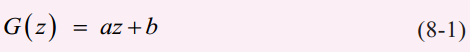 G(z) = az+b (8-1)